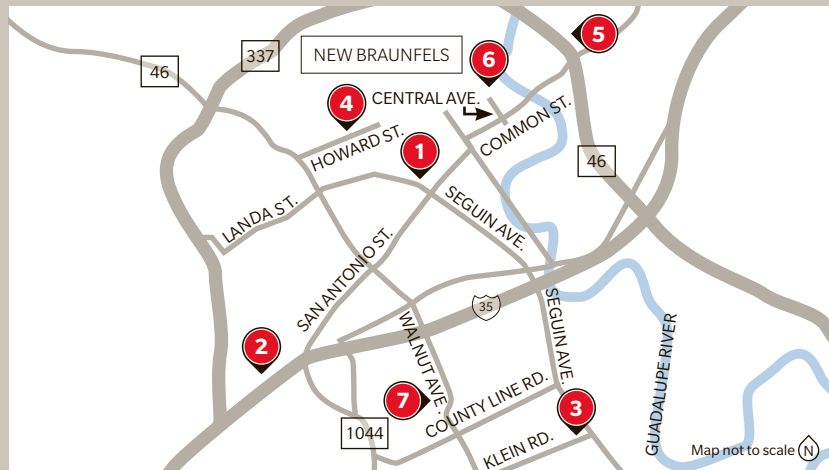 5
337
NEW BRAUNFELS
6
46
CENTRAL AVE.
4
COMMON ST.
HOWARD ST.
1
46
SEGUIN AVE.
LANDA ST.
SAN ANTONIO ST.
35
SEGUIN AVE.
WALNUT AVE.
2
GUADALUPE RIVER
7
COUNTY LINE RD.
3
1044
KLEIN RD.
Map not to scale N